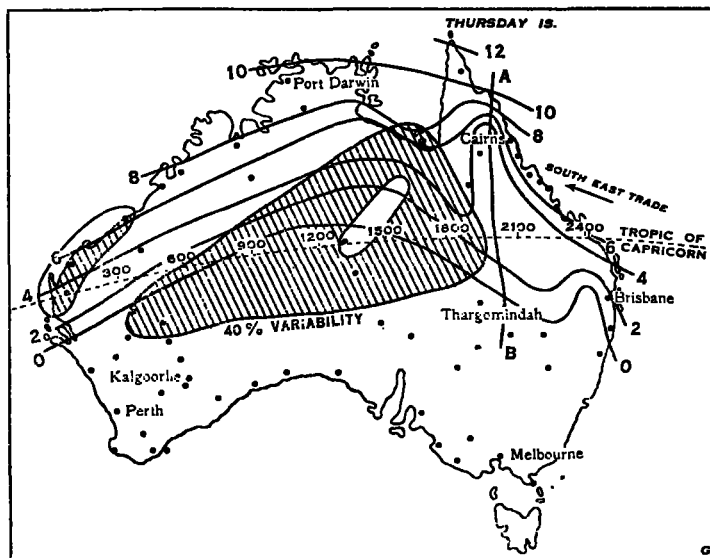 THURSDAY IS.
12
10
Port Darwin
A
10
8
Cairns
8
SOUTH EAST TRADE
6
300
600
900
1200
1500
1800
2100
2400
TROPIC OF
CAPRICORN
6
4
4
2
0
40% VARIABILITY
Thargomindah
Brisbane
2
B
0
Kalgoorlie
Perth
Melbourne
G